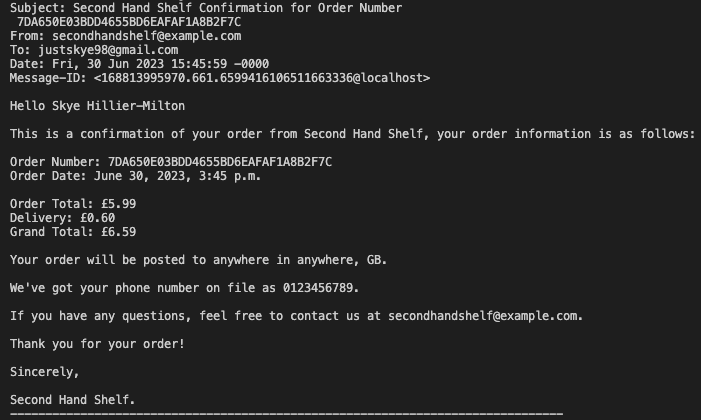 Subject: Second Hand Shelf Confirmation for Order Number
7DA650E03BDD4655BD6EAFAF1A8B2F7C
From: secondhandshelf@example.com
To: justskye98@gmail.com
Date: Fri, 30 Jun 2023 15:45:59 -0000
Message-ID: <168813995970.661.6599416106511663336@localhost>
Hello Skye Hillier-Milton
This is a confirmation of your order from Second Hand Shelf, your order information is as follows:
Order Number: 7DA650E03BDD4655BD6EAFAF1A8B2F7C
Order Date: June 30, 2023, 3:45 p.m.
Order Total: £5.99
Delivery: £0.60
Grand Total: £6.59
Your order will be posted to anywhere in anywhere, GB.
We've got your phone number on file as 0123456789.
If you have any questions, feel free to contact us at secondhandshelf@example.com.
Thank you for your order!
Sincerely,
Second Hand Shelf.
-------------------------------------------------------------------------------